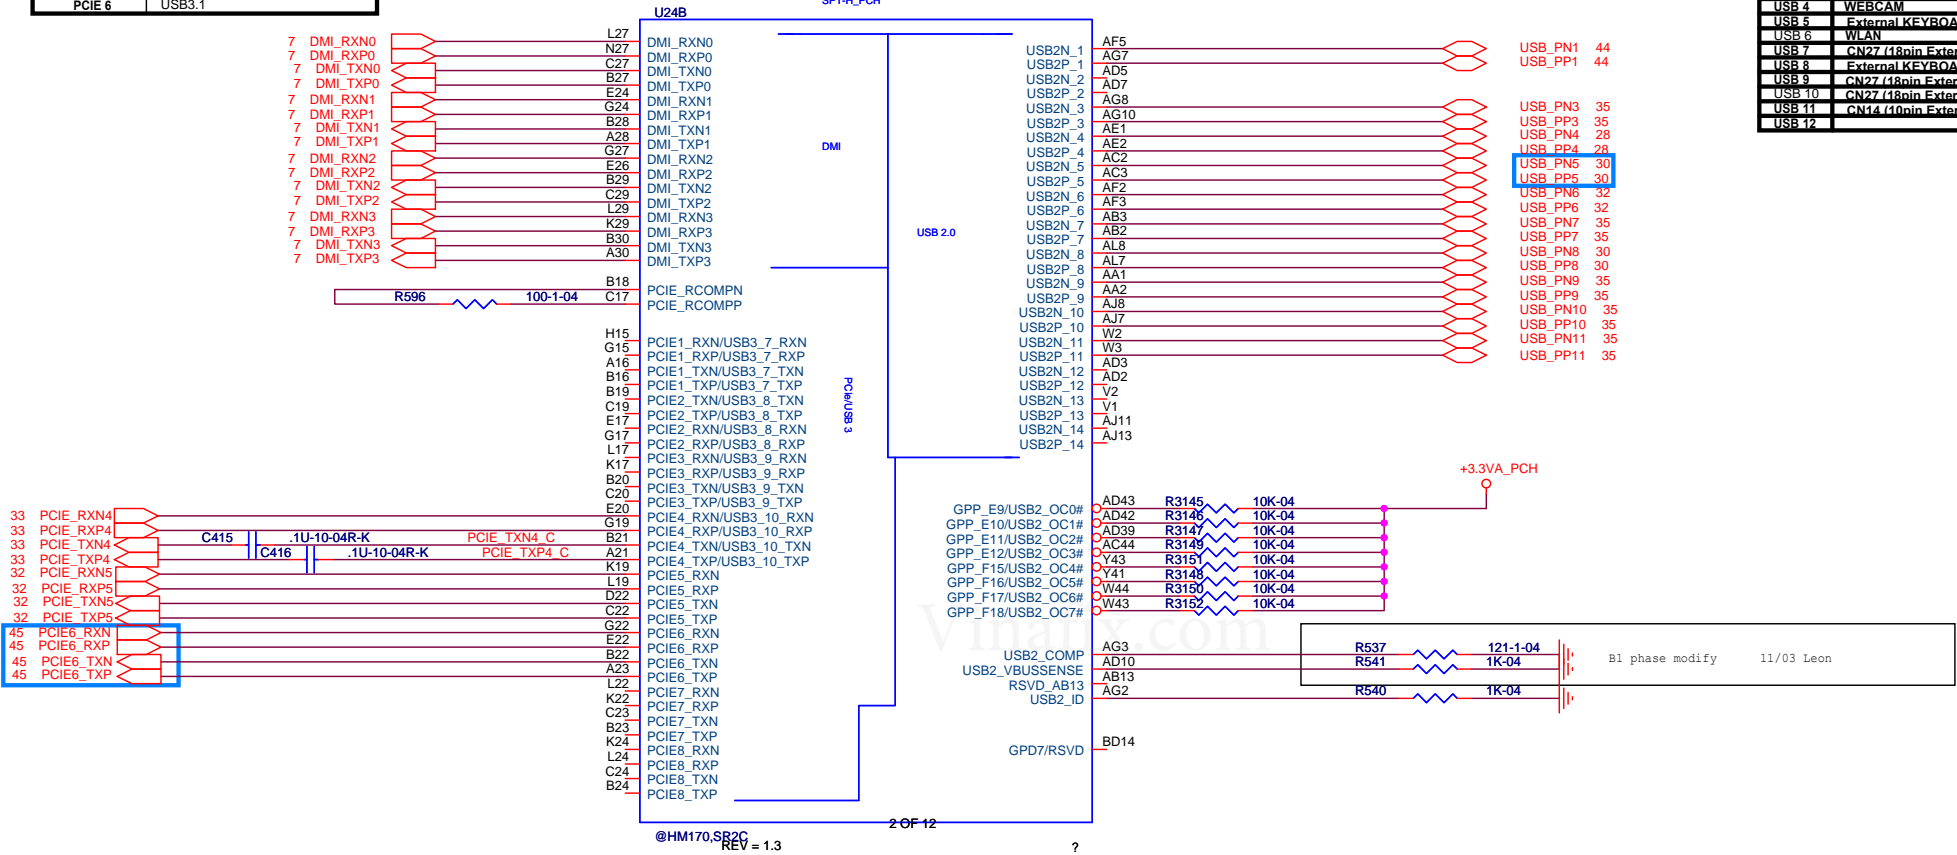 PCIE 6 USB3.1
U24B
SPT-H_PCH
7 DMI_RXN0 L27 DMI_RXN0
7 DMI_RXP0 N27 DMI_RXP0
7 DMI_TXN0 C27 DMI_TXN0
7 DMI_TXP0 B27 DMI_TXP0
7 DMI_RXN1 E24 DMI_RXN1
7 DMI_RXP1 G24 DMI_RXP1
7 DMI_TXN1 B28 DMI_TXN1
7 DMI_TXP1 A28 DMI_TXP1
7 DMI_RXN2 G27 DMI_RXN2
7 DMI_RXP2 E26 DMI_RXP2
7 DMI_TXN2 B29 DMI_TXN2
7 DMI_TXP2 C29 DMI_TXP2
7 DMI_RXN3 L29 DMI_RXN3
7 DMI_RXP3 K29 DMI_RXP3
7 DMI_TXN3 B30 DMI_TXN3
7 DMI_TXP3 A30 DMI_TXP3
B18 PCIE_RCOMPN
R596 100-1-04 C17 PCIE_RCOMPP
H15 PCIE1_RXN/USB3_7_RXN
G15 PCIE1_RXP/USB3_7_RXP
A16 PCIE1_TXN/USB3_7_TXN
B16 PCIE1_TXP/USB3_7_TXP
B19 PCIE2_TXN/USB3_8_TXN
C19 PCIE2_TXP/USB3_8_TXP
E17 PCIE2_RXN/USB3_8_RXN
G17 PCIE2_RXP/USB3_8_RXP
L17 PCIE3_RXN/USB3_9_RXN
K17 PCIE3_RXP/USB3_9_RXP
B20 PCIE3_TXN/USB3_9_TXN
C20 PCIE3_TXP/USB3_9_TXP
33 PCIE_RXN4 E20 PCIE4_RXN/USB3_10_RXN
33 PCIE_RXP4 G19 PCIE4_RXP/USB3_10_RXP
33 PCIE_TXN4 C415 .1U-10-04R-K PCIE_TXN4_C B21 PCIE4_TXN/USB3_10_TXN
33 PCIE_TXP4 C416 .1U-10-04R-K PCIE_TXP4_C A21 PCIE4_TXP/USB3_10_TXP
32 PCIE_RXN5 K19 PCIE5_RXN
32 PCIE_RXP5 L19 PCIE5_RXP
32 PCIE_TXN5 D22 PCIE5_TXN
32 PCIE_TXP5 C22 PCIE5_TXP
45 PCIE6_RXN G22 PCIE6_RXN
45 PCIE6_RXP E22 PCIE6_RXP
45 PCIE6_TXN B22 PCIE6_TXN
45 PCIE6_TXP A23 PCIE6_TXP
L22 PCIE7_RXN
K22 PCIE7_RXP
C23 PCIE7_TXN
B23 PCIE7_TXP
K24 PCIE8_RXN
L24 PCIE8_RXP
C24 PCIE8_TXN
B24 PCIE8_TXP
DMI
USB 2.0
PCIe/USB 3
USB2N_1 AF5 USB_PN1 44
USB2P_1 AG7 USB_PP1 44
USB2N_2 AD5
USB2P_2 AD7
USB2N_3 AG8 USB_PN3 35
USB2P_3 AG10 USB_PP3 35
USB2N_4 AE1 USB_PN4 28
USB2P_4 AE2 USB_PP4 28
USB2N_5 AC2 USB_PN5 30
USB2P_5 AC3 USB_PP5 30
USB2N_6 AF2 USB_PN6 32
USB2P_6 AF3 USB_PP6 32
USB2N_7 AB3 USB_PN7 35
USB2P_7 AB2 USB_PP7 35
USB2N_8 AL8 USB_PN8 30
USB2P_8 AL7 USB_PP8 30
USB2N_9 AA1 USB_PN9 35
USB2P_9 AA2 USB_PP9 35
USB2N_10 AJ8 USB_PN10 35
USB2P_10 AJ7 USB_PP10 35
USB2N_11 W2 USB_PN11 35
USB2P_11 W3 USB_PP11 35
USB2N_12 AD3
USB2P_12 AD2
USB2N_13 V2
USB2P_13 V1
USB2N_14 AJ11
USB2P_14 AJ13
+3.3VA_PCH
GPP_E9/USB2_OC0# AD43 R3145 10K-04
GPP_E10/USB2_OC1# AD42 R3146 10K-04
GPP_E11/USB2_OC2# AD39 R3147 10K-04
GPP_E12/USB2_OC3# AC44 R3149 10K-04
GPP_F15/USB2_OC4# Y43 R3151 10K-04
GPP_F16/USB2_OC5# Y41 R3148 10K-04
GPP_F17/USB2_OC6# W44 R3150 10K-04
GPP_F18/USB2_OC7# W43 R3152 10K-04
Vinafix.com
USB2_COMP AG3 R537 121-1-04
USB2_VBUSSENSE AD10 R541 1K-04
B1 phase modify 11/03 Leon
RSVD_AB13 AB13
USB2_ID AG2 R540 1K-04
GPD7/RSVD BD14
2 OF 12
@HM170,SR2C
REV = 1.3
?
USB 4 WEBCAM
USB 5 External KEYBOA
USB 6 WLAN
USB 7 CN27 (18pin Exter
USB 8 External KEYBOA
USB 9 CN27 (18pin Exter
USB 10 CN27 (18pin Exter
USB 11 CN14 (10pin Exter
USB 12